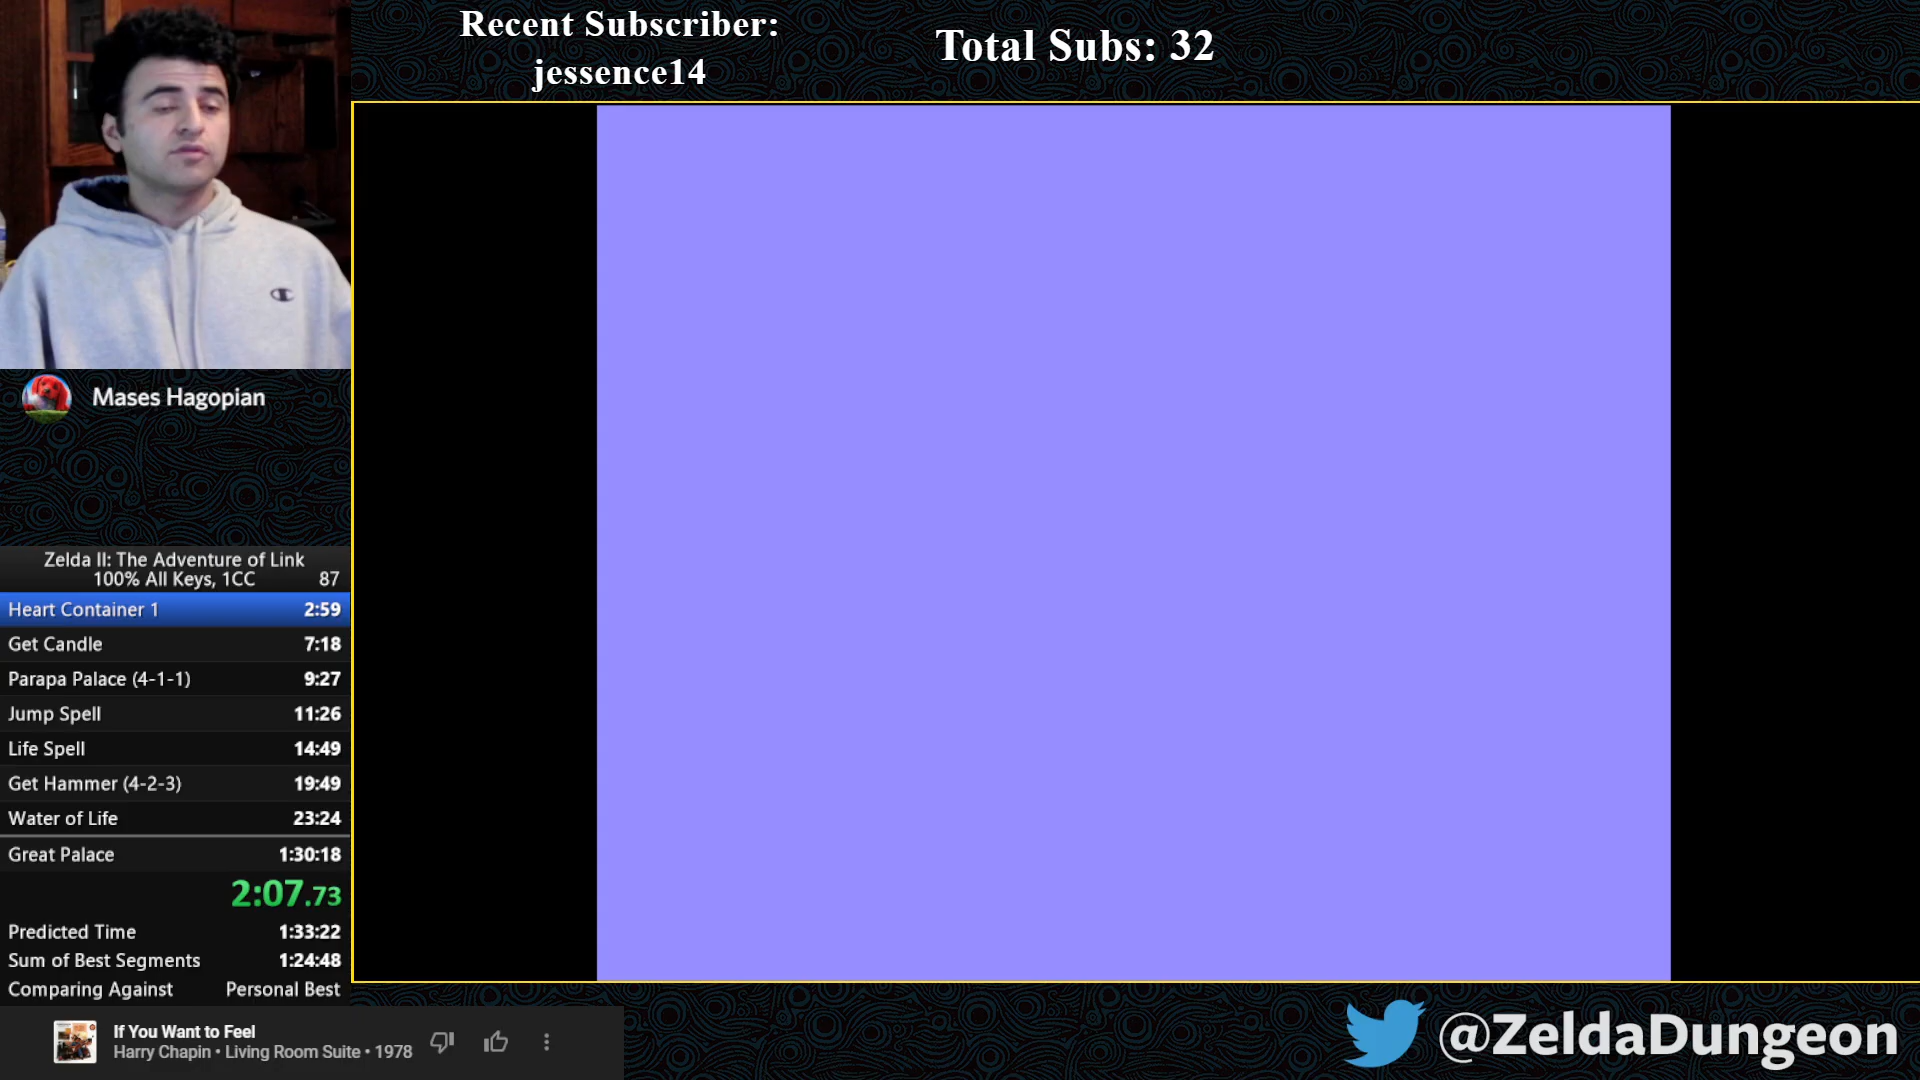 Recent Subscriber:
jessence14
Total Subs: 32
Mases Hagopian
Zelda II: The Adventure of Link
100% All Keys, 1CC 87
Heart Container 1 2:59
Get Candle 7:18
Parapa Palace (4-1-1) 9:27
Jump Spell 11:26
Life Spell 14:49
Get Hammer (4-2-3) 19:49
Water of Life 23:24
Great Palace 1:30:18
2:07.73
Predicted Time 1:33:22
Sum of Best Segments 1:24:48
Comparing Against Personal Best
If You Want to Feel
Harry Chapin • Living Room Suite • 1978
@ZeldaDungeon